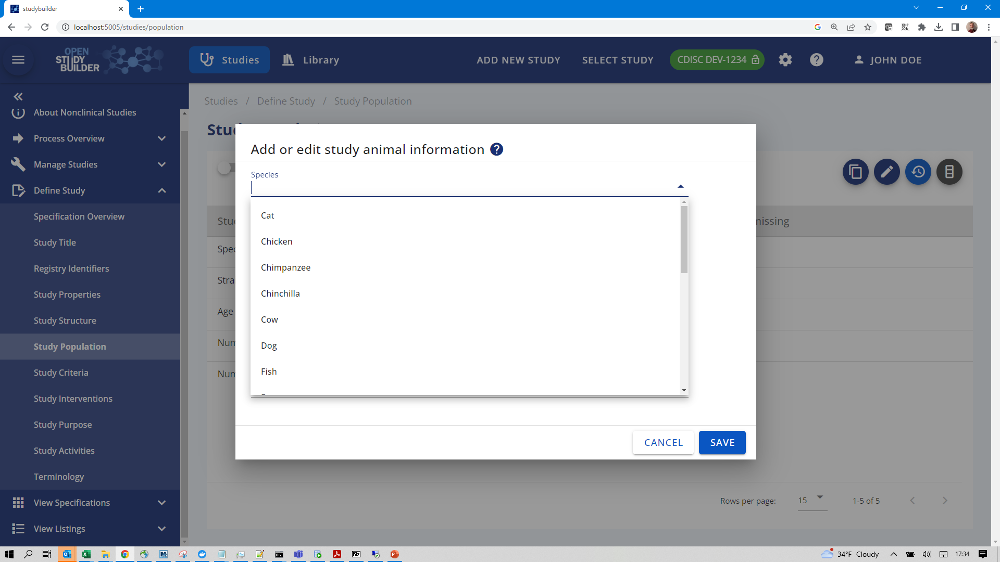 studybuilder
localhost:5005/studies/population
OPEN
STUDY
BUILDER
Studies
Library
ADD NEW STUDY
SELECT STUDY
CDISC DEV-1234
JOHN DOE
About Nonclinical Studies
Process Overview
Manage Studies
Define Study
Specification Overview
Study Title
Registry Identifiers
Study Properties
Study Structure
Study Population
Study Criteria
Study Interventions
Study Purpose
Study Activities
Terminology
View Specifications
View Listings
Studies / Define Study / Study Population
Stu
Add or edit study animal information
Species
Cat
Chicken
Chimpanzee
Chinchilla
Cow
Dog
Fish
CANCEL
SAVE
Stu
Spec
Stra
Age
Num
Num
missing
Rows per page:
15
1-5 of 5
34°F Cloudy
17:34